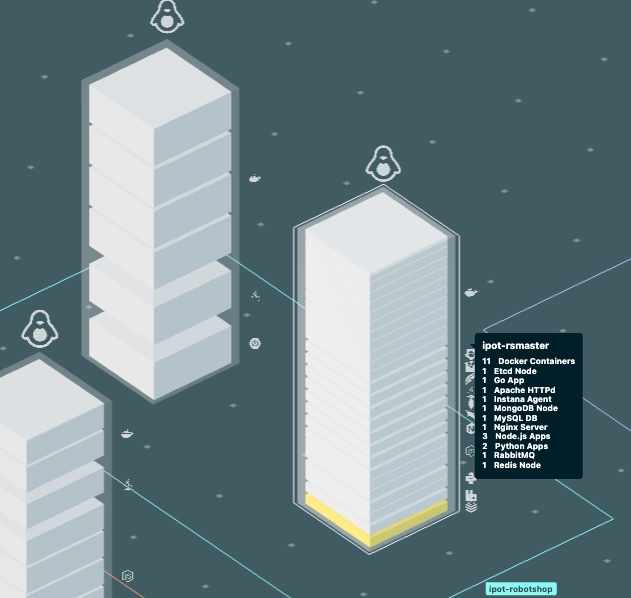 ipot-rsmaster
11 Docker Containers
1 Etcd Node
1 Go App
1 Apache HTTPd
1 Instana Agent
1 MongoDB Node
1 MySQL DB
1 Nginx Server
3 Node.js Apps
2 Python Apps
1 RabbitMQ
1 Redis Node
ipot-robotshop